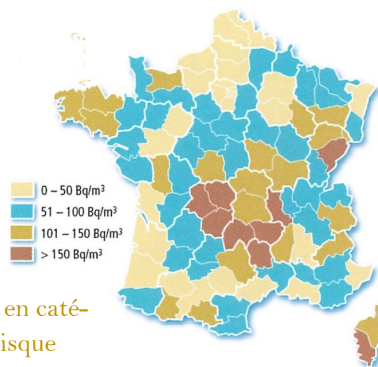 0 – 50 Bq/m³
51 – 100 Bq/m³
101 – 150 Bq/m³
> 150 Bq/m³
en caté-
isque